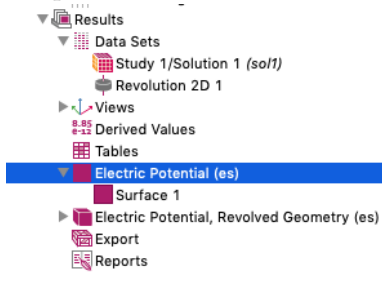 Results
Data Sets
Study 1/Solution 1 (sol1)
Revolution 2D 1
Views
8.85
e-12 Derived Values
Tables
Electric Potential (es)
Surface 1
Electric Potential, Revolved Geometry (es)
Export
Reports